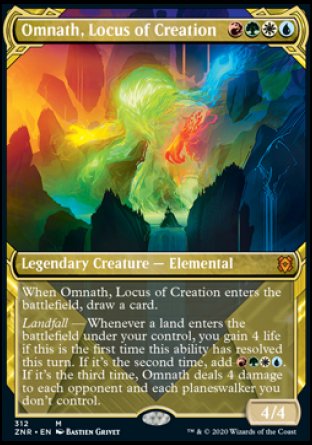 Omnath, Locus of Creation
Legendary Creature — Elemental
When Omnath, Locus of Creation enters the
battlefield, draw a card.
Landfall — Whenever a land enters the
battlefield under your control, you gain 4 life
if this is the first time this ability has resolved
this turn. If it's the second time, add.
If it's the third time, Omnath deals 4 damage
to each opponent and each planeswalker you
don't control.
4/4
312 M
ZNR • EN Bastien Grivet
™ & © 2020 Wizards of the Coast